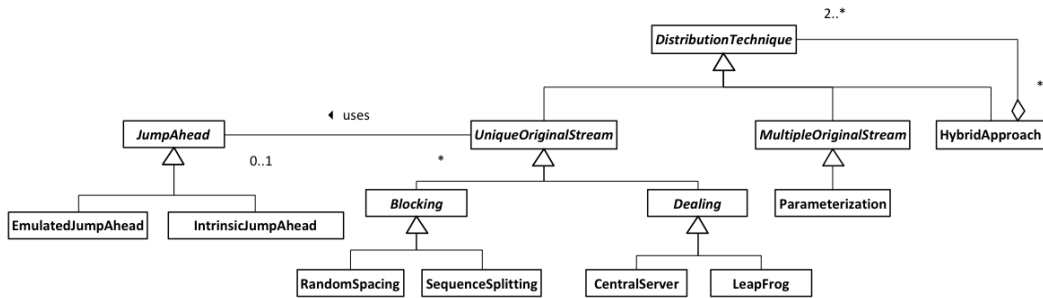 2..*
DistributionTechnique
*
◄ uses
JumpAhead
UniqueOriginalStream
MultipleOriginalStream
HybridApproach
0..1
*
Blocking
Dealing
Parameterization
EmulatedJumpAhead
IntrinsicJumpAhead
RandomSpacing
SequenceSplitting
CentralServer
LeapFrog